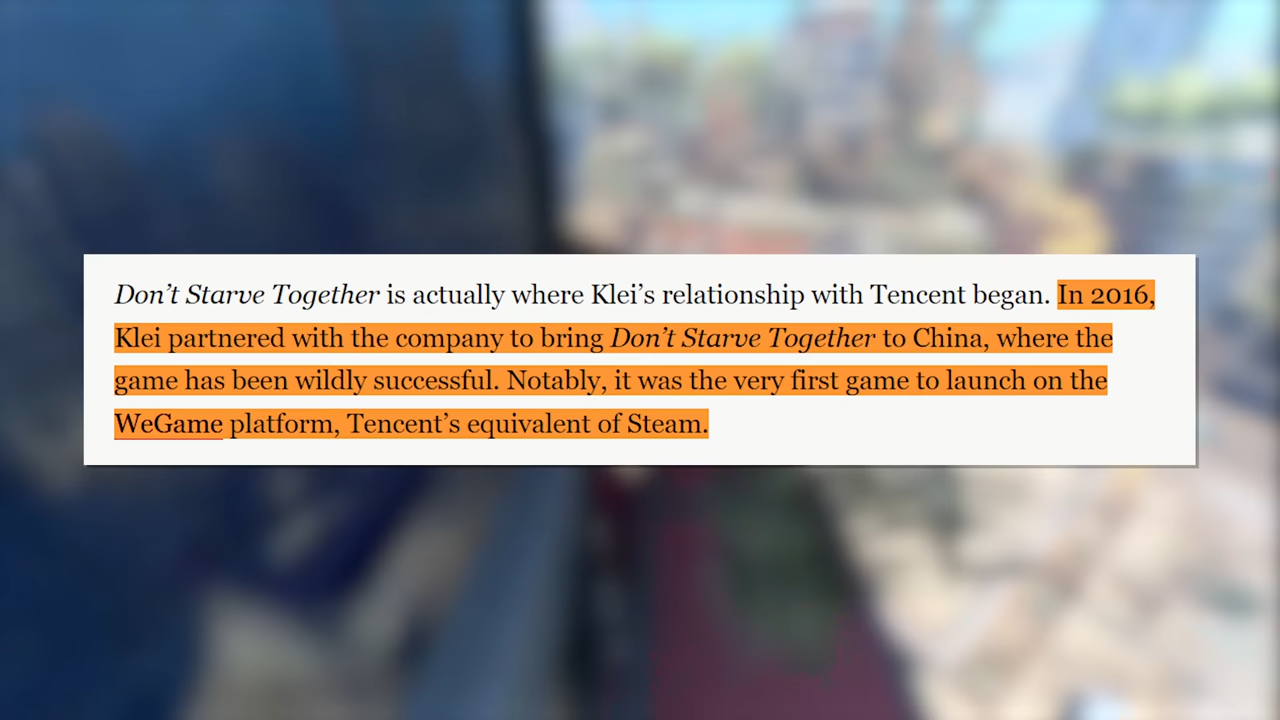 Don’t Starve Together is actually where Klei’s relationship with Tencent began. In 2016,
Klei partnered with the company to bring Don’t Starve Together to China, where the
game has been wildly successful. Notably, it was the very first game to launch on the
WeGame platform, Tencent’s equivalent of Steam.